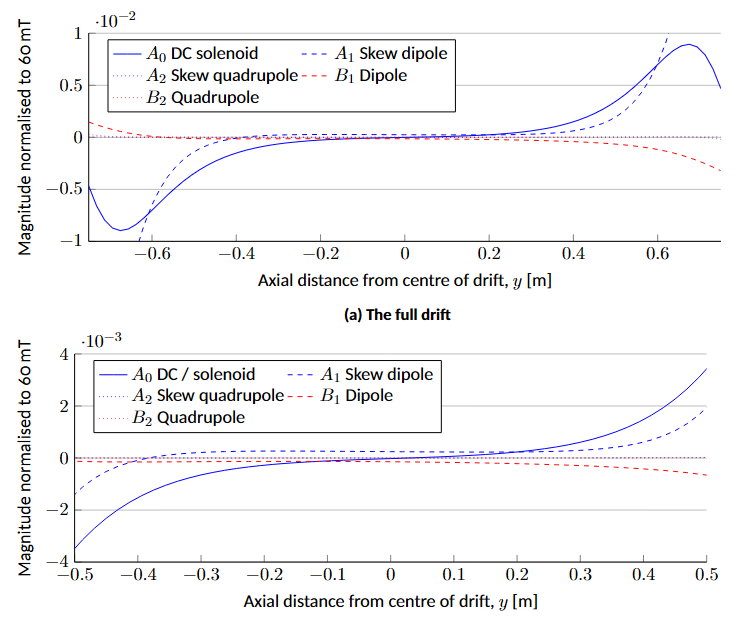 ·10⁻²
Magnitude normalised to 60 mT
1
0.5
0
−0.5
−1
A₀ DC solenoid
A₁ Skew dipole
A₂ Skew quadrupole
B₁ Dipole
B₂ Quadrupole
−0.6 −0.4 −0.2 0 0.2 0.4 0.6
Axial distance from centre of drift, y [m]
(a) The full drift
·10⁻³
Magnitude normalised to 60 mT
4
2
0
−2
−4
A₀ DC / solenoid
A₁ Skew dipole
A₂ Skew quadrupole
B₁ Dipole
B₂ Quadrupole
−0.5 −0.4 −0.3 −0.2 −0.1 0 0.1 0.2 0.3 0.4 0.5
Axial distance from centre of drift, y [m]